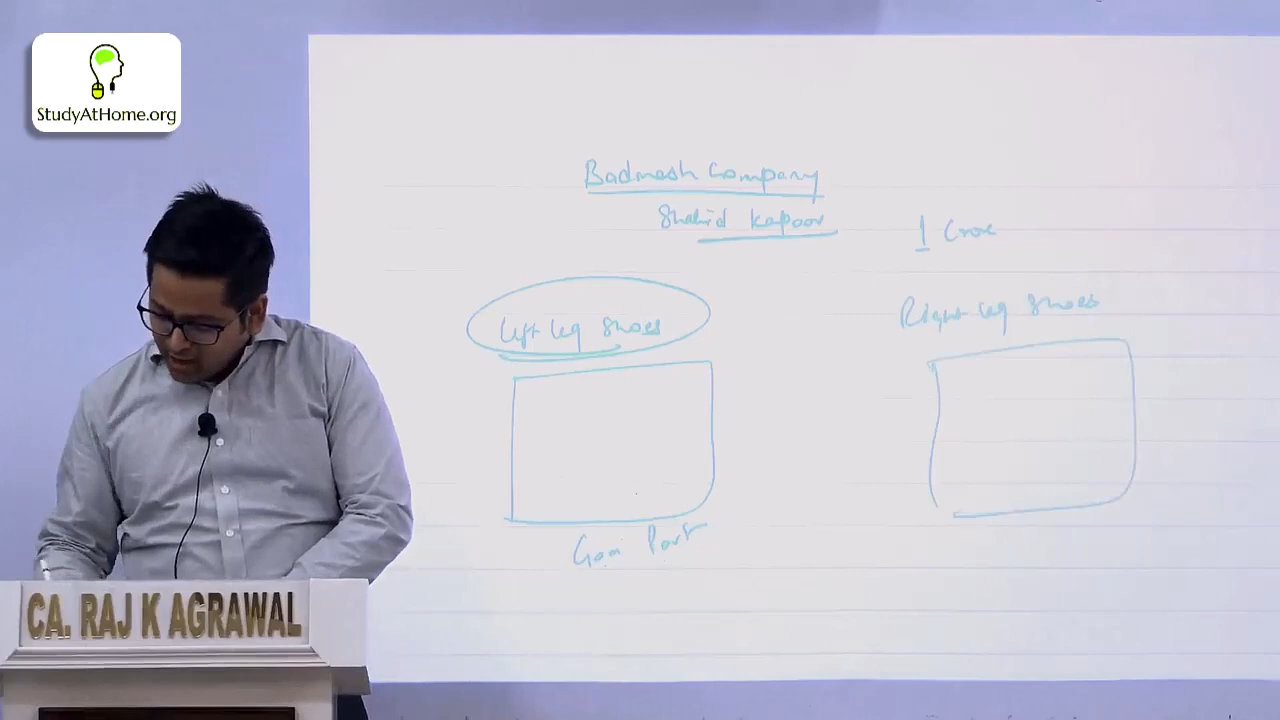 StudyAtHome.org
Badmash Company
Shahid Kapoor
1 Crore
Left leg Shoes
Right leg Shoes
Goa Port
CA. RAJ K AGRAWAL